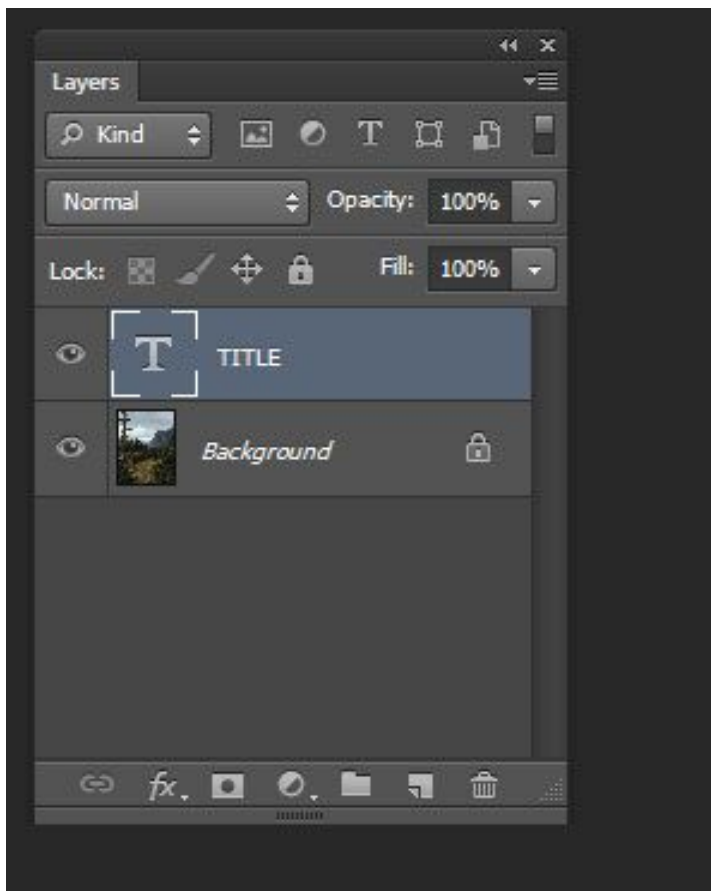 Layers
Kind T
Normal Opacity: 100%
Lock: Fill: 100%
T TITLE
Background
fx